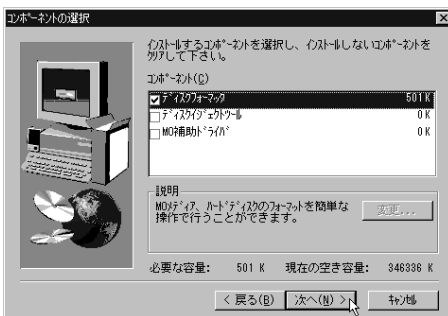 コンポーネントの選択
インストールするコンポーネントを選択し、インストールしないコンポーネントを
クリアして下さい。
コンポーネント(C)
ディスクフォーマッタ 501 K
ディスクイジェクトツール 0 K
MO補助ドライバ 0 K
説明
MOメディア、ハードディスクのフォーマットを簡単な
操作で行うことができます。
変更...
必要な容量: 501 K 現在の空き容量: 346336 K
< 戻る(B) 次へ(N) > キャンセル